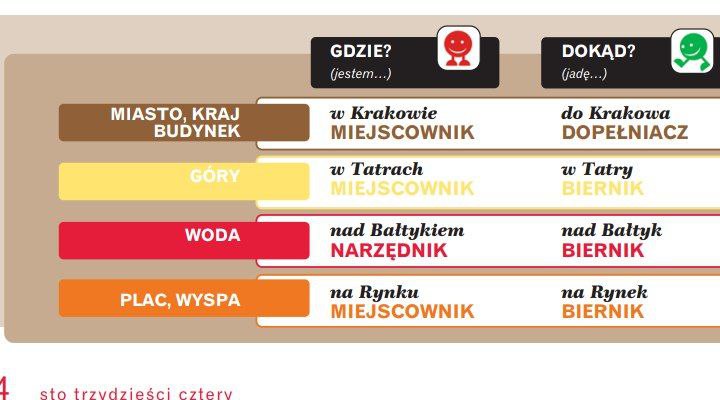 GDZIE?
(jestem...)
DOKĄD?
(jadę...)
MIASTO, KRAJ
BUDYNEK
w Krakowie
MIEJSCOWNIK
do Krakowa
DOPEŁNIACZ
GÓRY
w Tatrach
MIEJSCOWNIK
w Tatry
BIERNIK
WODA
nad Bałtykiem
NARZĘDNIK
nad Bałtyk
BIERNIK
PLAC, WYSPA
na Rynku
MIEJSCOWNIK
na Rynek
BIERNIK
4 sto trzydzieści cztery